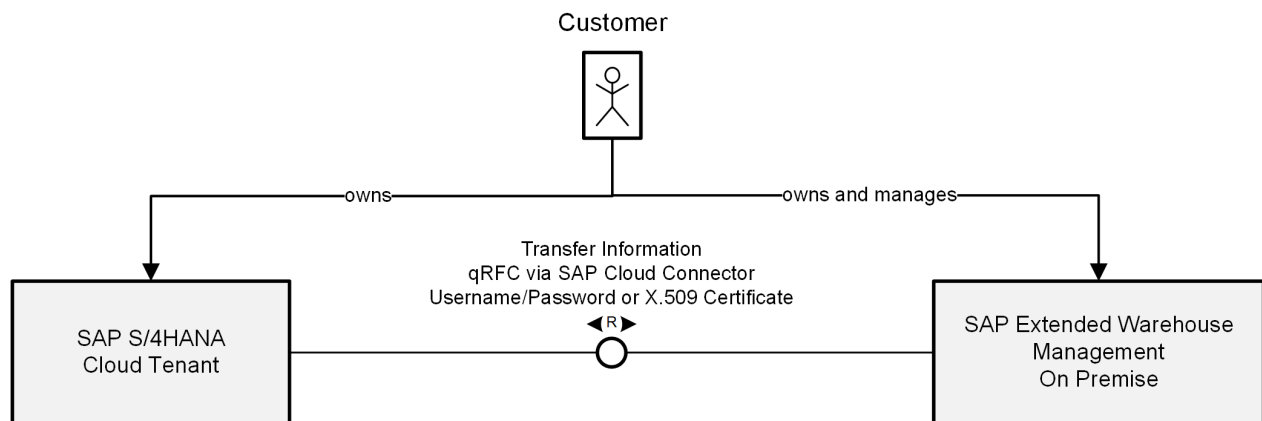 Customer
owns
owns and manages
Transfer Information
qRFC via SAP Cloud Connector
Username/Password or X.509 Certificate
R
SAP S/4HANA
Cloud Tenant
SAP Extended Warehouse
Management
On Premise